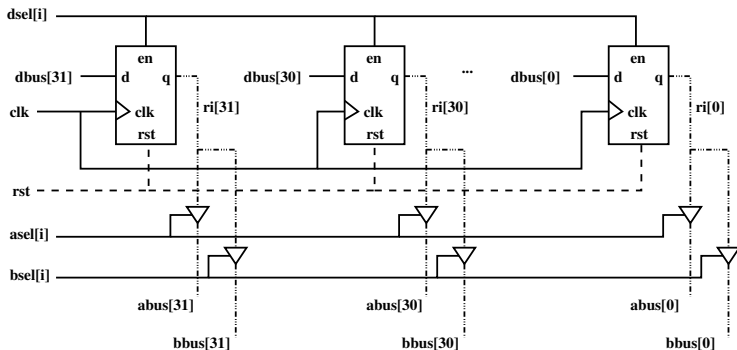 dsel[i]
en en en
dbus[31] d q dbus[30] d q ... dbus[0] d q
clk clk ri[31] clk ri[30] clk ri[0]
rst rst rst
rst
asel[i]
bsel[i]
abus[31] abus[30] abus[0]
bbus[31] bbus[30] bbus[0]